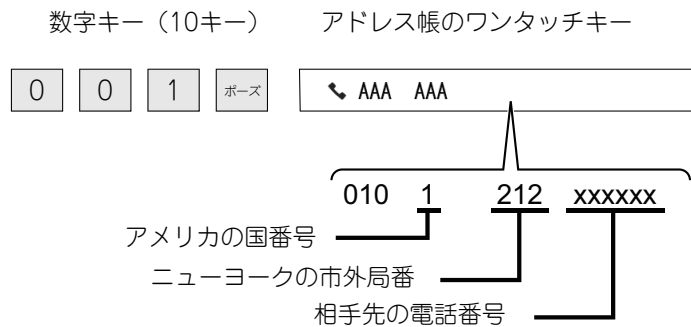 数字キー（10キー） アドレス帳のワンタッチキー
0 0 1 ポーズ AAA AAA
010 1 212 xxxxxx
アメリカの国番号
ニューヨークの市外局番
相手先の電話番号